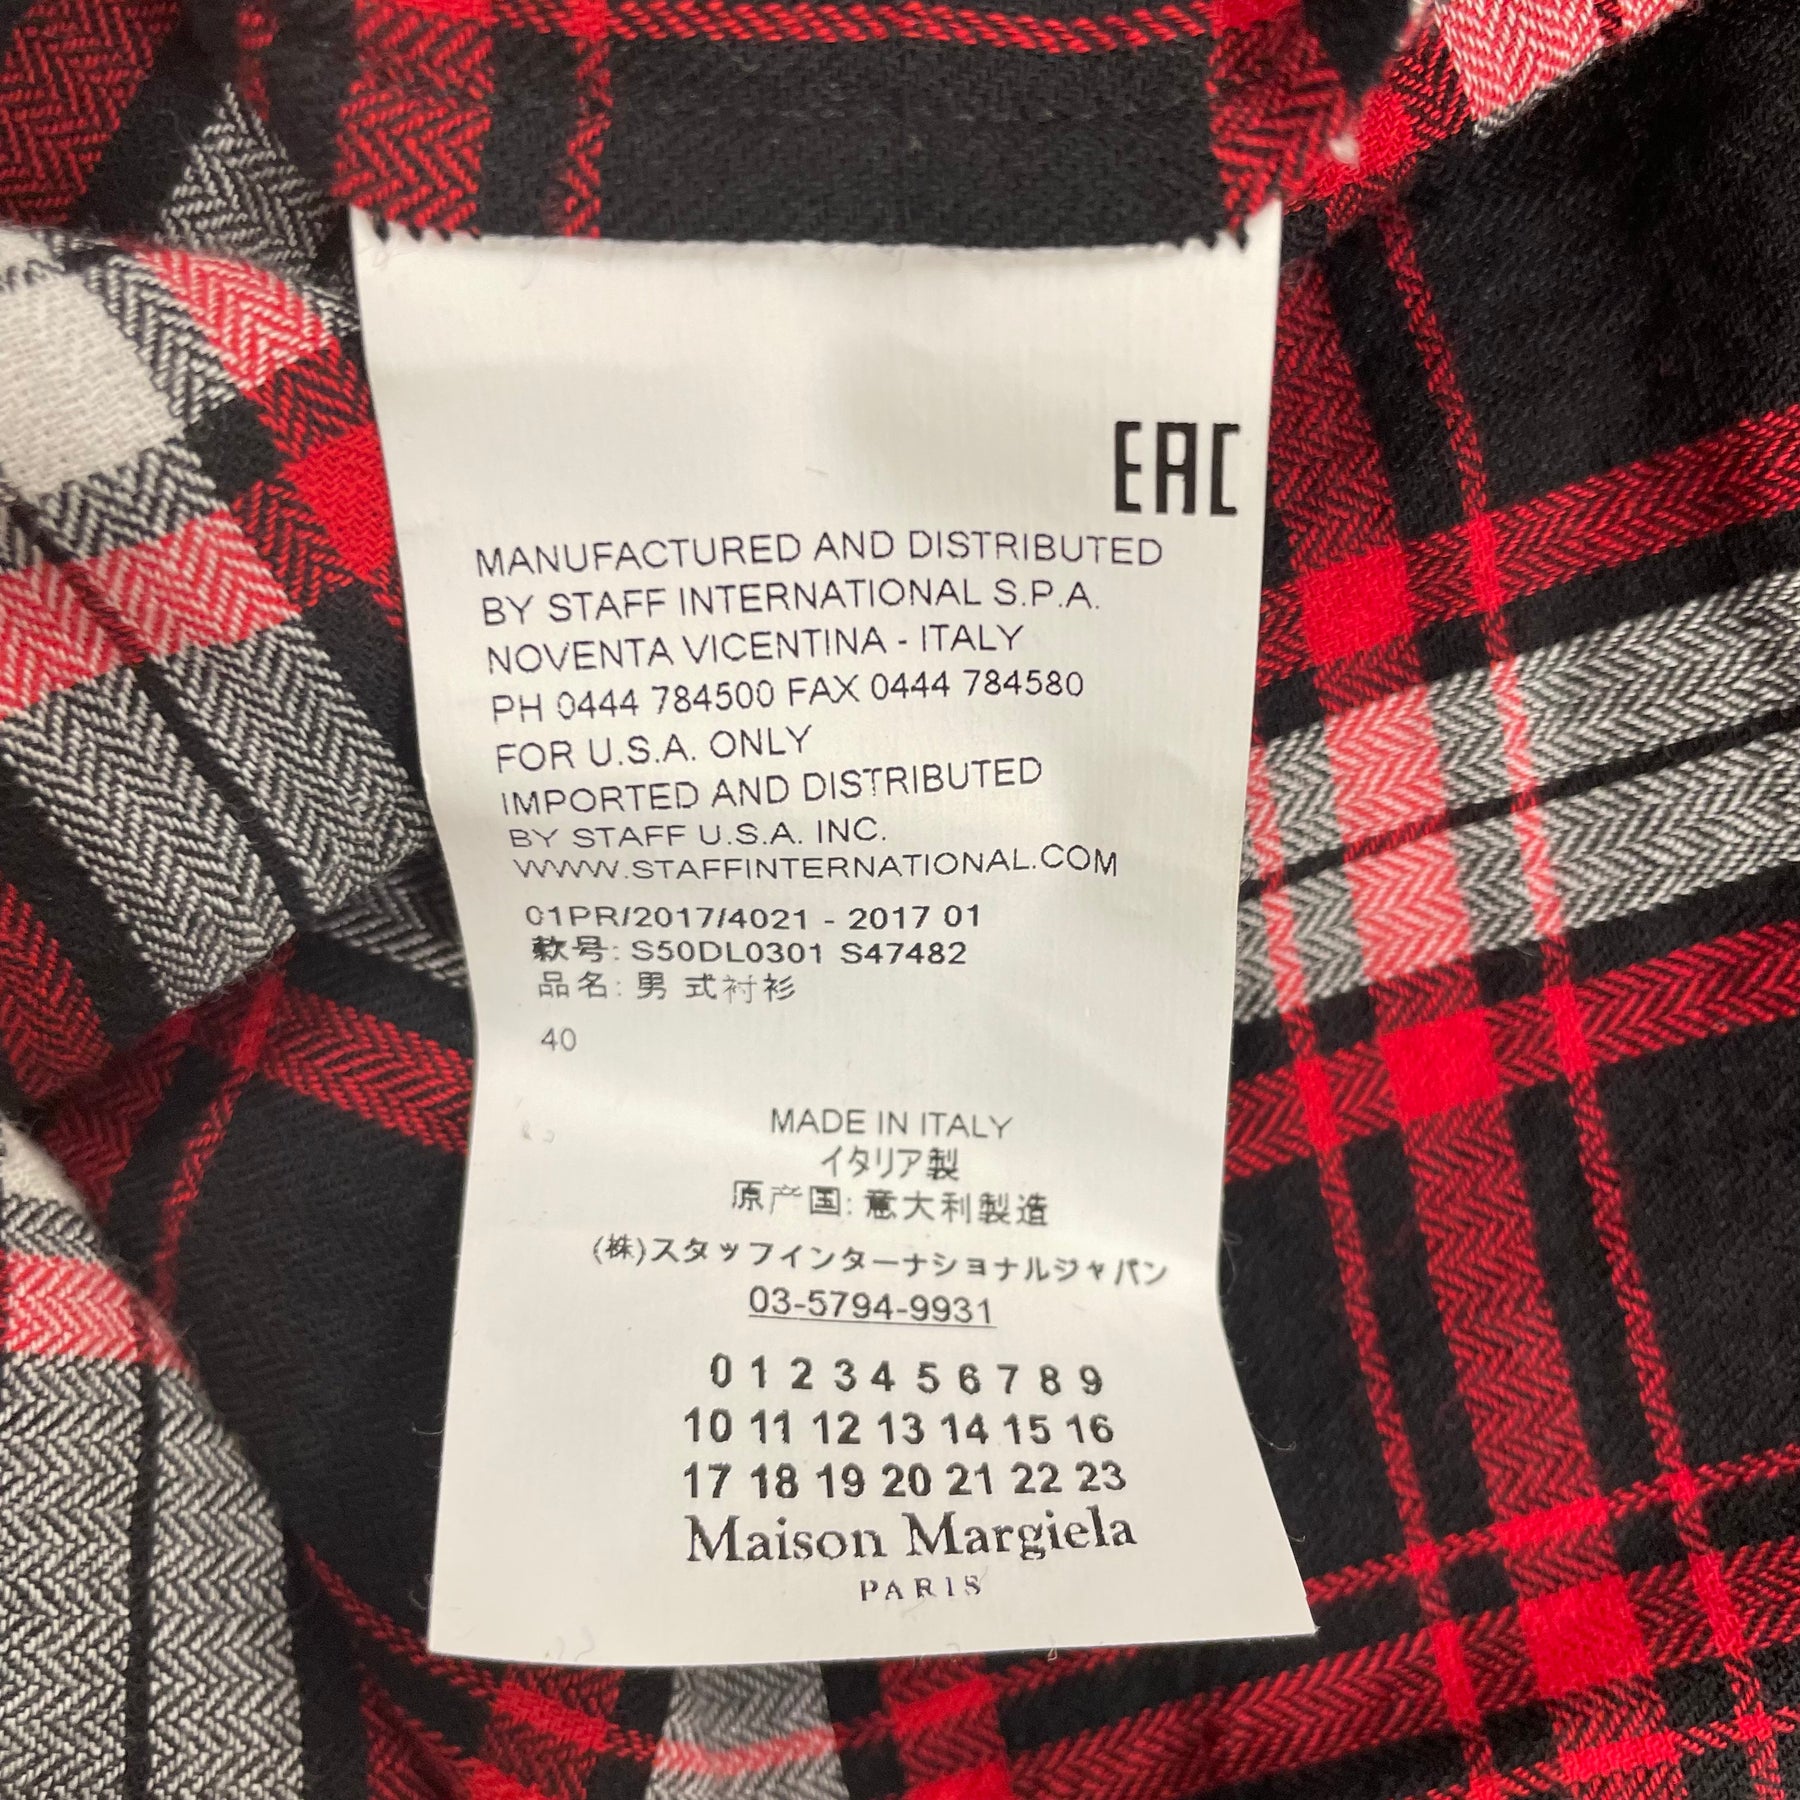 EAC
MANUFACTURED AND DISTRIBUTED
BY STAFF INTERNATIONAL S.P.A.
NOVENTA VICENTINA - ITALY
PH 0444 784500 FAX 0444 784580
FOR U.S.A. ONLY
IMPORTED AND DISTRIBUTED
BY STAFF U.S.A. INC.
WWW.STAFFINTERNATIONAL.COM
01PR/2017/4021 - 2017 01
款号: S50DL0301 S47482
品名: 男 式衬衫
40
MADE IN ITALY
イタリア製
原产国: 意大利製造
(株)スタッフインターナショナルジャパン
03-5794-9931
0 1 2 3 4 5 6 7 8 9
10 11 12 13 14 15 16
17 18 19 20 21 22 23
Maison Margiela
PARIS